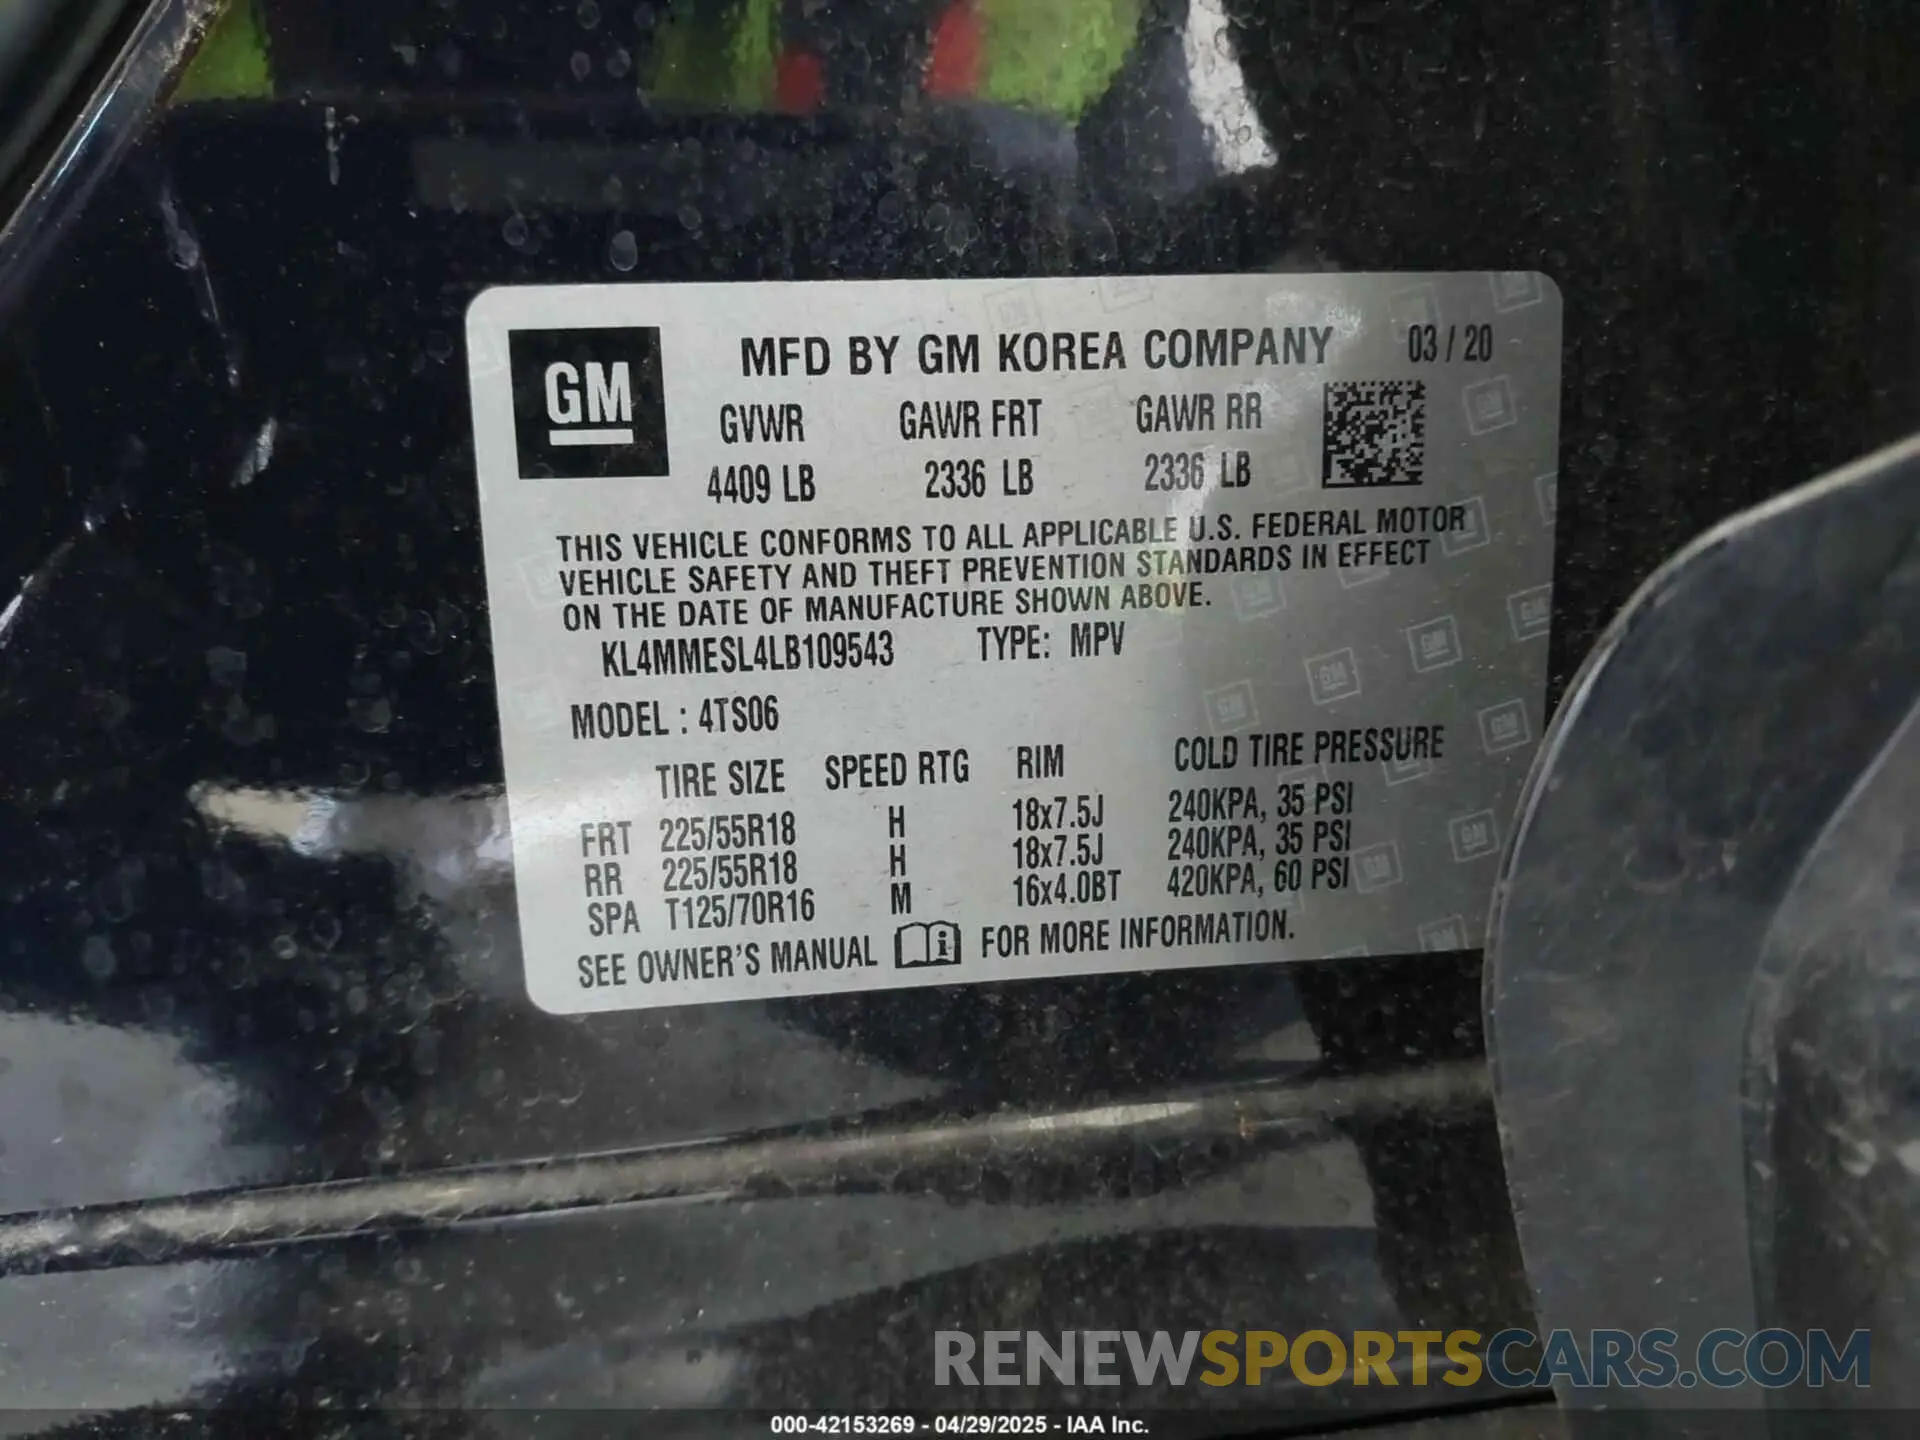 GM
MFD BY GM KOREA COMPANY 03 / 20
GVWR GAWR FRT GAWR RR
4409 LB 2336 LB 2336 LB
THIS VEHICLE CONFORMS TO ALL APPLICABLE U.S. FEDERAL MOTOR
VEHICLE SAFETY AND THEFT PREVENTION STANDARDS IN EFFECT
ON THE DATE OF MANUFACTURE SHOWN ABOVE.
KL4MMESL4LB109543 TYPE: MPV
MODEL : 4TS06
TIRE SIZE SPEED RTG RIM COLD TIRE PRESSURE
FRT 225/55R18 H 18x7.5J 240KPA, 35 PSI
RR 225/55R18 H 18x7.5J 240KPA, 35 PSI
SPA T125/70R16 M 16x4.0BT 420KPA, 60 PSI
SEE OWNER'S MANUAL FOR MORE INFORMATION.
RENEWSPORTSCARS.COM
000-42153269 - 04/29/2025 - IAA Inc.